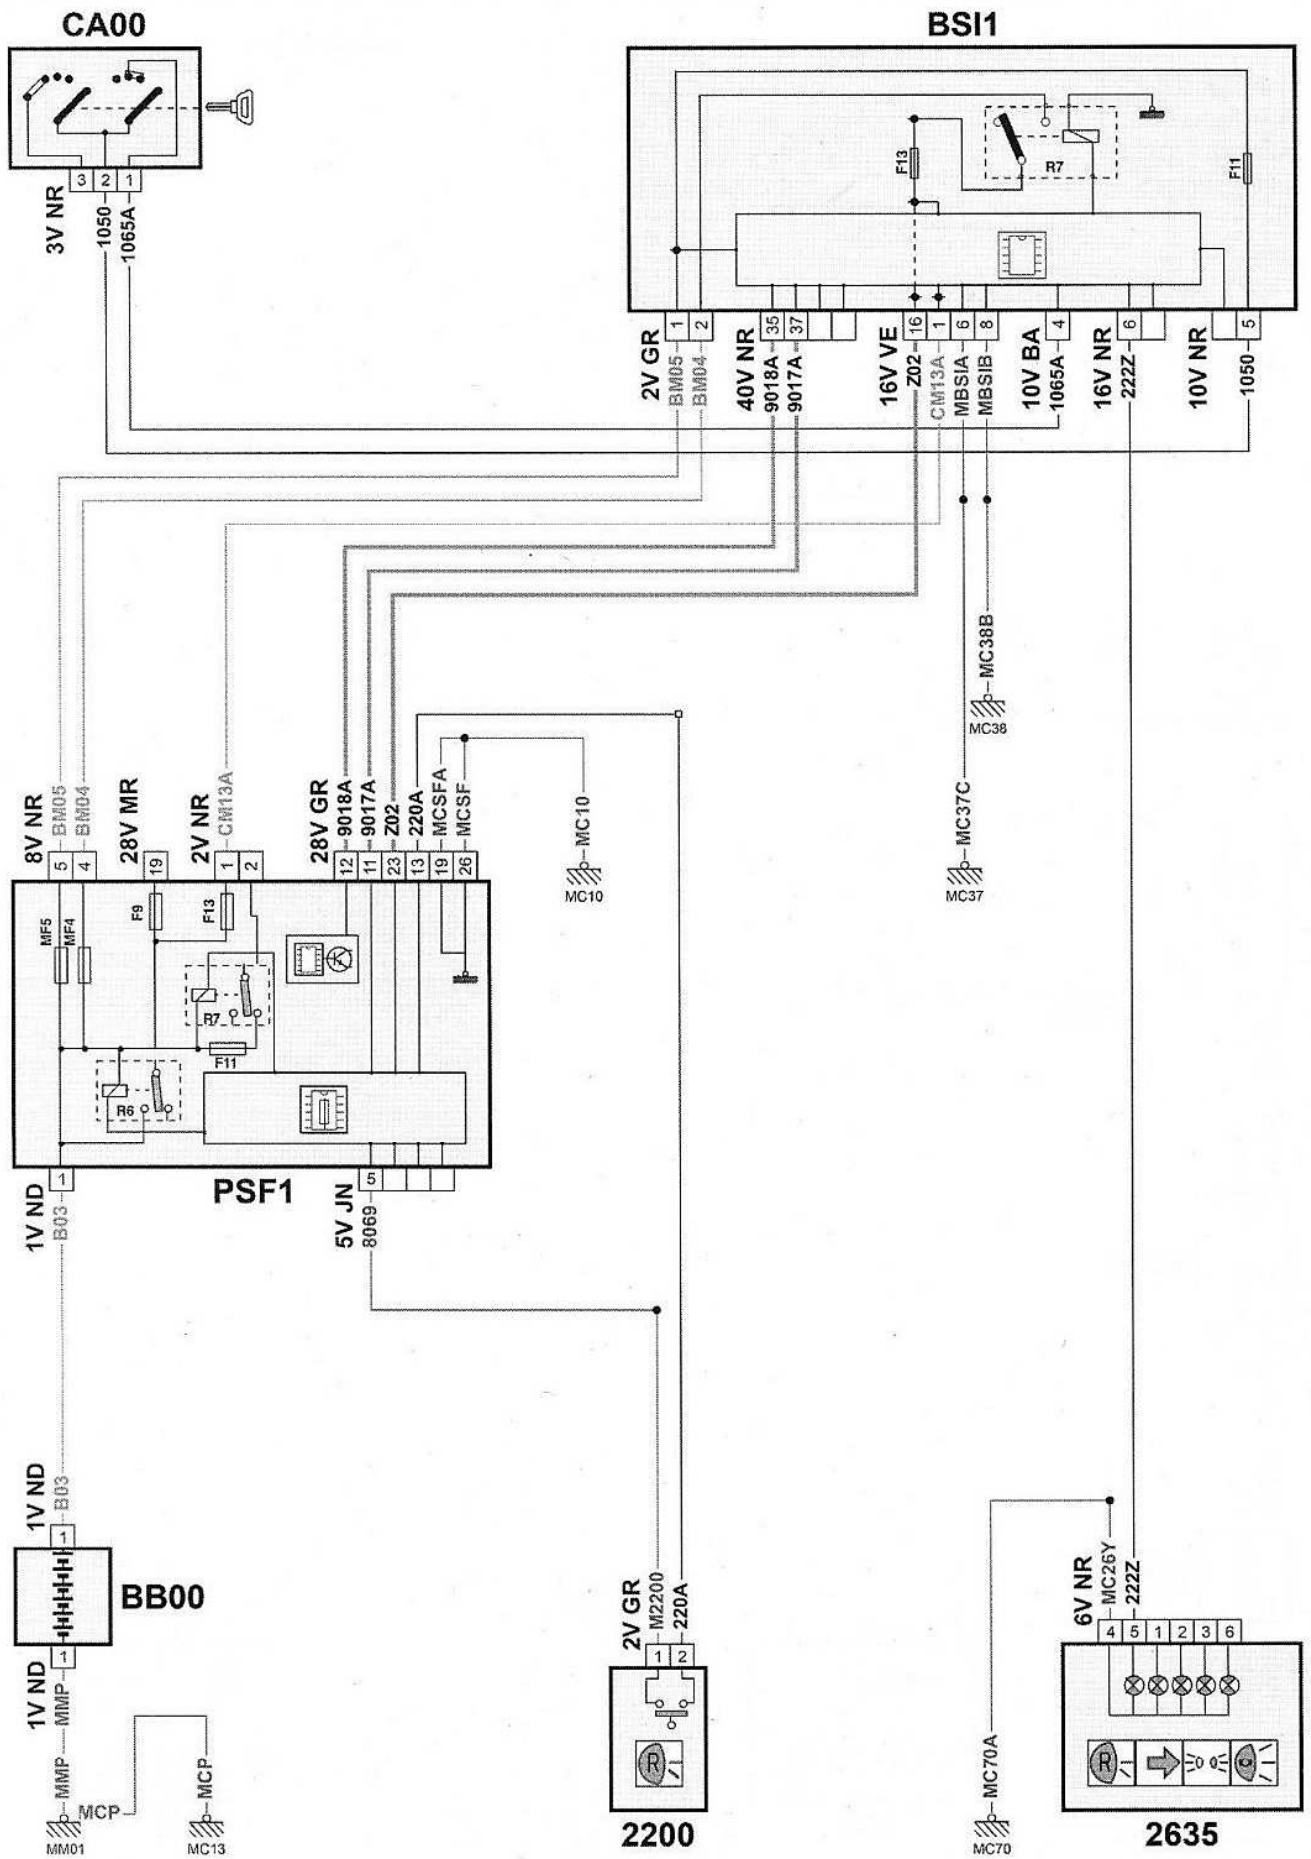 CA00
BSI1
F13
R7
F11
3 2 1
3V NR
1050
1065A
1 2 35 37 16 1 6 8 4 6 5
2V GR
BM05
BM04
40V NR
9018A
9017A
16V VE
Z02
CM13A
MBSIA
MBSIB
10V BA
1065A
16V NR
222Z
10V NR
1050
MC38B
MC38
MC37C
MC37
8V NR
BM05
BM04
28V MR
2V NR
CM13A
28V GR
9018A
9017A
Z02
220A
MCSFA
MCSF
MC10
MC10
5 4 19 1 2 12 11 23 13 19 26
MF5
MF4
F9
F13
R7
F11
R6
1
PSF1
5
1V ND
B03
5V JN
8069
1V ND
B03
1
BB00
1
1V ND
MMP
MMP
MCP
MCP
MM01
MC13
2V GR
M2200
220A
1 2
R
2200
6V NR
MC26Y
222Z
4 5 1 2 3 6
R
2635
MC70A
MC70